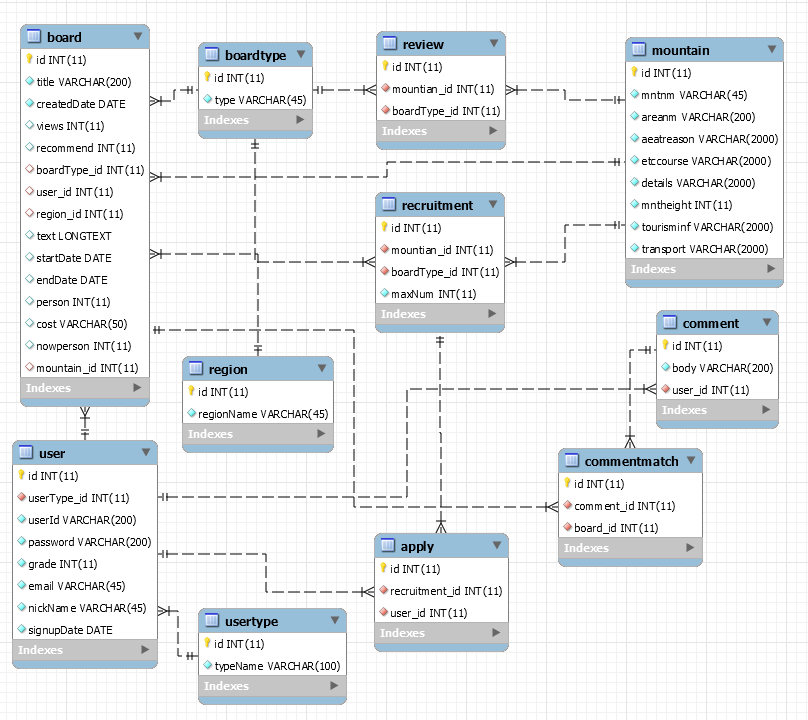 board
id INT(11)
title VARCHAR(200)
createdDate DATE
views INT(11)
recommend INT(11)
boardType_id INT(11)
user_id INT(11)
region_id INT(11)
text LONGTEXT
startDate DATE
endDate DATE
person INT(11)
cost VARCHAR(50)
nowperson INT(11)
mountain_id INT(11)
Indexes
boardtype
id INT(11)
type VARCHAR(45)
Indexes
review
id INT(11)
mountian_id INT(11)
boardType_id INT(11)
Indexes
mountain
id INT(11)
mntnm VARCHAR(45)
areanm VARCHAR(200)
aeatreason VARCHAR(2000)
etccourse VARCHAR(2000)
details VARCHAR(2000)
mntheight INT(11)
tourisminf VARCHAR(2000)
transport VARCHAR(2000)
Indexes
recruitment
id INT(11)
mountian_id INT(11)
boardType_id INT(11)
maxNum INT(11)
Indexes
region
id INT(11)
regionName VARCHAR(45)
Indexes
comment
id INT(11)
body VARCHAR(200)
user_id INT(11)
Indexes
user
id INT(11)
userType_id INT(11)
userId VARCHAR(200)
password VARCHAR(200)
grade INT(11)
email VARCHAR(45)
nickName VARCHAR(45)
signupDate DATE
Indexes
commentmatch
id INT(11)
comment_id INT(11)
board_id INT(11)
Indexes
apply
id INT(11)
recruitment_id INT(11)
user_id INT(11)
Indexes
usertype
id INT(11)
typeName VARCHAR(100)
Indexes